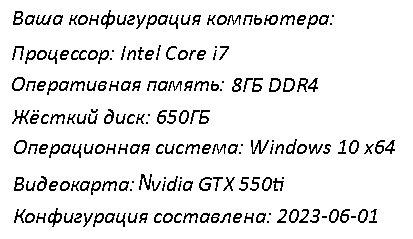 Ваша конфигурация компьютера:
Процессор: Intel Core i7
Оперативная память: 8ГБ DDR4
Жёсткий диск: 650ГБ
Операционная система: Windows 10 x64
Видеокарта: Nvidia GTX 550ti
Конфигурация составлена: 2023-06-01